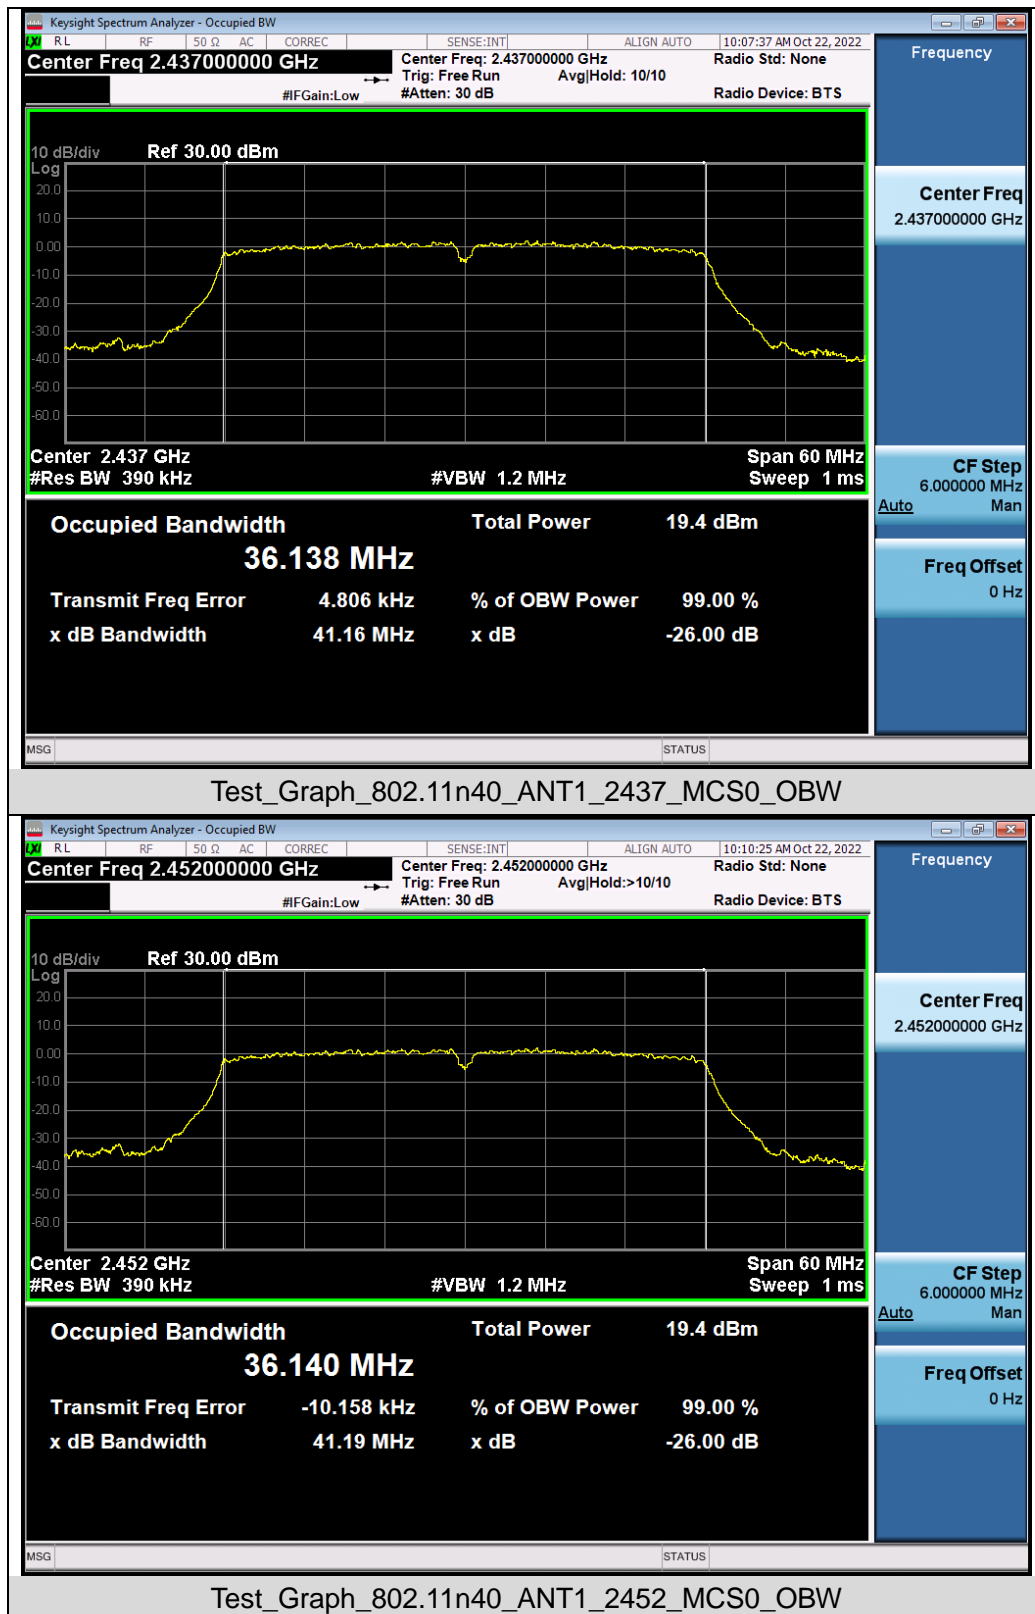 Keysight Spectrum Analyzer - Occupied BW
LXI RL RF 50 Ω AC CORREC SENSE:INT ALIGN AUTO 10:07:37 AM Oct 22, 2022
Center Freq 2.437000000 GHz
Center Freq: 2.437000000 GHz
Radio Std: None
Trig: Free Run Avg|Hold: 10/10
#IFGain:Low
#Atten: 30 dB
Radio Device: BTS
Frequency
10 dB/div Ref 30.00 dBm
Log
20.0
10.0
0.00
-10.0
-20.0
-30.0
-40.0
-50.0
-60.0
Center Freq
2.437000000 GHz
Center 2.437 GHz Span 60 MHz
#Res BW 390 kHz #VBW 1.2 MHz Sweep 1 ms
CF Step
6.000000 MHz
Auto Man
Occupied Bandwidth Total Power 19.4 dBm
36.138 MHz
Transmit Freq Error 4.806 kHz % of OBW Power 99.00 %
x dB Bandwidth 41.16 MHz x dB -26.00 dB
Freq Offset
0 Hz
MSG STATUS
Test_Graph_802.11n40_ANT1_2437_MCS0_OBW
Keysight Spectrum Analyzer - Occupied BW
LXI RL RF 50 Ω AC CORREC SENSE:INT ALIGN AUTO 10:10:25 AM Oct 22, 2022
Center Freq 2.452000000 GHz
Center Freq: 2.452000000 GHz
Radio Std: None
Trig: Free Run Avg|Hold:>10/10
#IFGain:Low
#Atten: 30 dB
Radio Device: BTS
Frequency
10 dB/div Ref 30.00 dBm
Log
20.0
10.0
0.00
-10.0
-20.0
-30.0
-40.0
-50.0
-60.0
Center Freq
2.452000000 GHz
Center 2.452 GHz Span 60 MHz
#Res BW 390 kHz #VBW 1.2 MHz Sweep 1 ms
CF Step
6.000000 MHz
Auto Man
Occupied Bandwidth Total Power 19.4 dBm
36.140 MHz
Transmit Freq Error -10.158 kHz % of OBW Power 99.00 %
x dB Bandwidth 41.19 MHz x dB -26.00 dB
Freq Offset
0 Hz
MSG STATUS
Test_Graph_802.11n40_ANT1_2452_MCS0_OBW